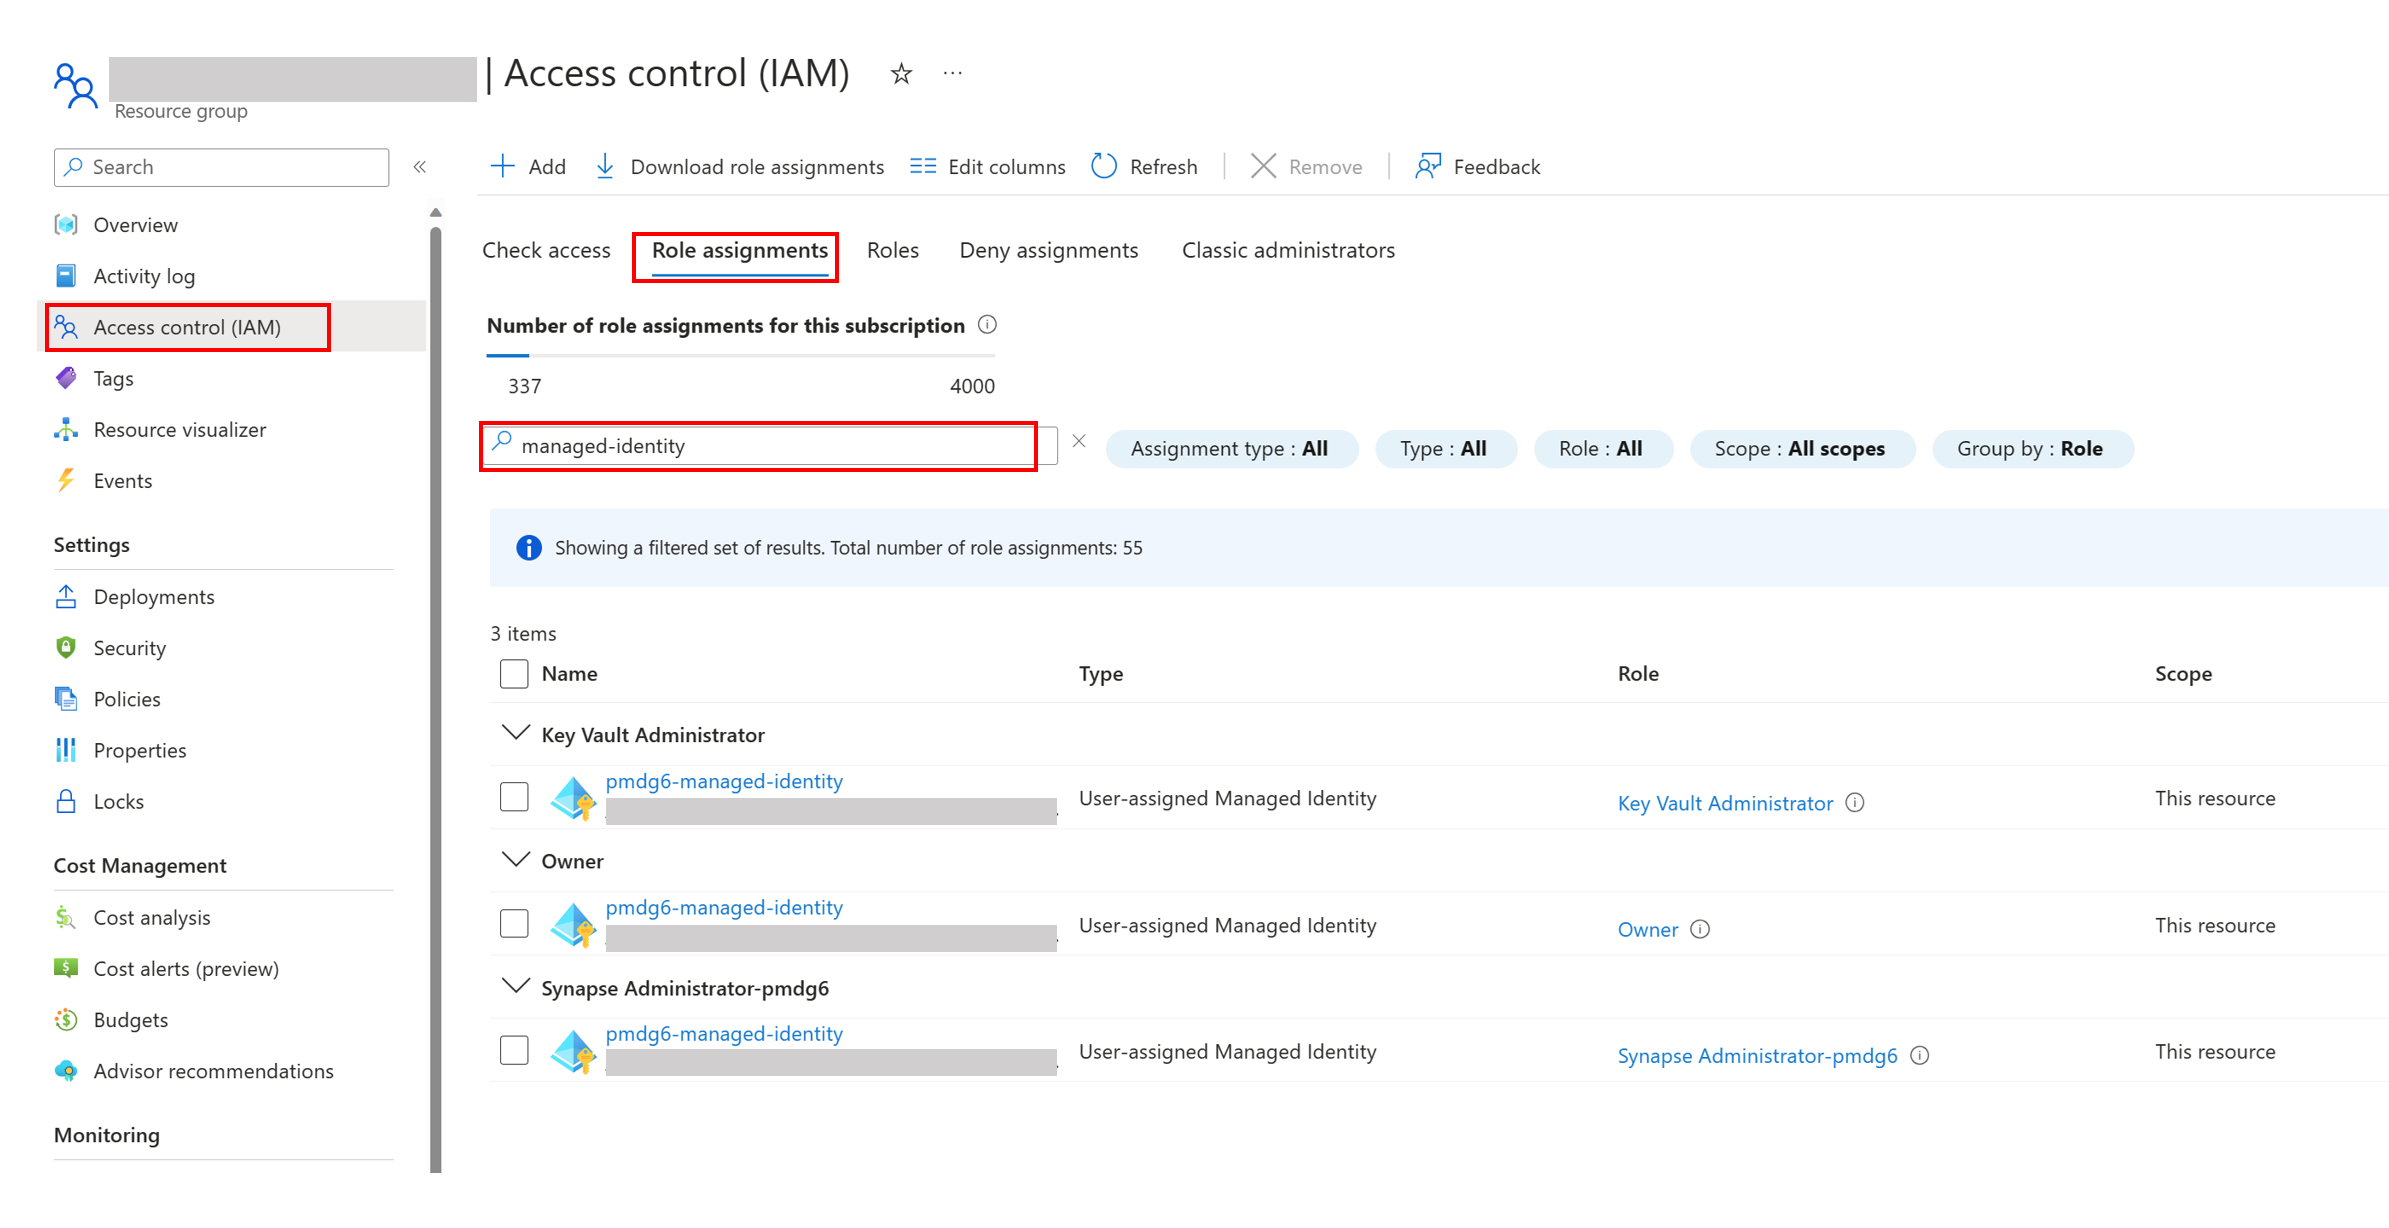 | Access control (IAM) ☆ ...
Resource group
Search «
Overview
Activity log
Access control (IAM)
Tags
Resource visualizer
Events
Settings
Deployments
Security
Policies
Properties
Locks
Cost Management
Cost analysis
Cost alerts (preview)
Budgets
Advisor recommendations
Monitoring
Add Download role assignments Edit columns Refresh Remove Feedback
Check access Role assignments Roles Deny assignments Classic administrators
Number of role assignments for this subscription
337 4000
managed-identity Assignment type : All Type : All Role : All Scope : All scopes Group by : Role
Showing a filtered set of results. Total number of role assignments: 55
3 items
Name Type Role Scope
Key Vault Administrator
pmdg6-managed-identity
User-assigned Managed Identity Key Vault Administrator This resource
Owner
pmdg6-managed-identity
User-assigned Managed Identity Owner This resource
Synapse Administrator-pmdg6
pmdg6-managed-identity
User-assigned Managed Identity Synapse Administrator-pmdg6 This resource